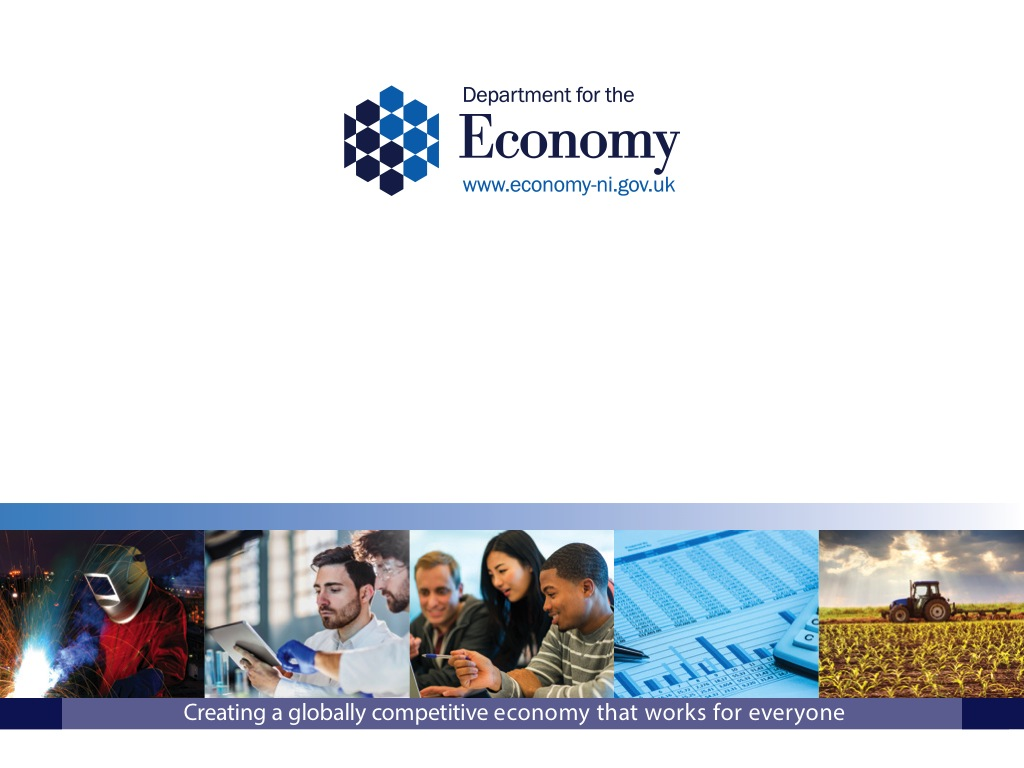 Department for the
Economy
www.economy-ni.gov.uk
Creating a globally competitive economy that works for everyone